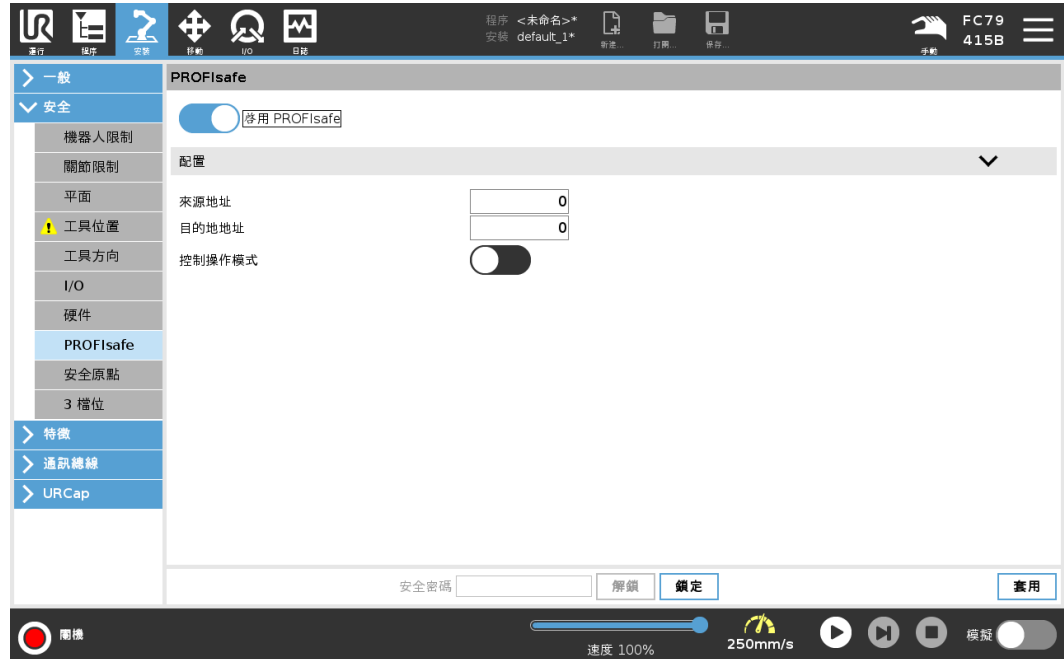 UR
運行
程序
安裝
移動
I/O
日誌
程序 <未命名>*
安裝 default_1*
新建...
打開...
保存...
手動
FC79
415B
一般
安全
機器人限制
關節限制
平面
工具位置
工具方向
I/O
硬件
PROFIsafe
安全原點
3 檔位
特徵
通訊總線
URCap
PROFIsafe
啓用 PROFIsafe
配置
來源地址
0
目的地地址
0
控制操作模式
安全密碼
解鎖
鎖定
套用
關機
速度 100%
250mm/s
模擬